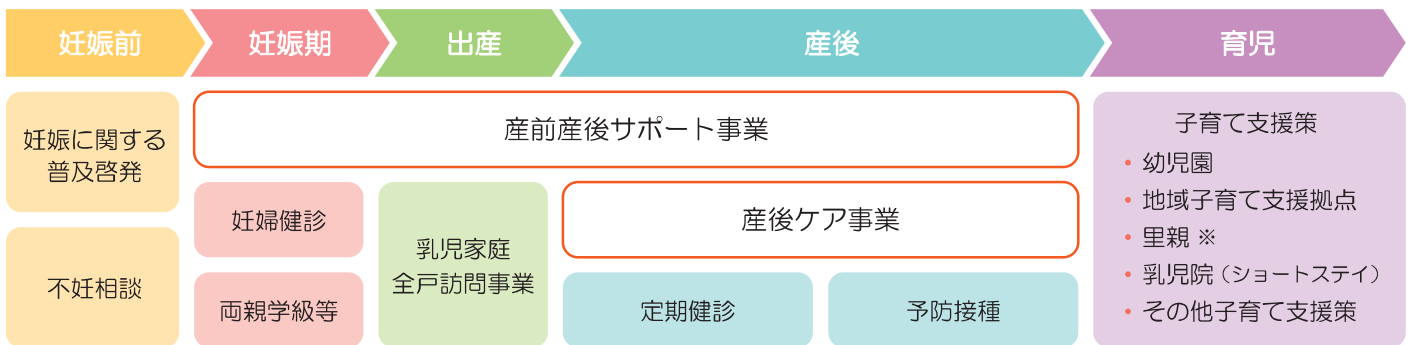 妊娠前
妊娠期
出産
産後
育児
妊娠に関する
普及啓発
不妊相談
産前産後サポート事業
妊婦健診
両親学級等
乳児家庭
全戸訪問事業
産後ケア事業
定期健診
予防接種
子育て支援策
・幼児園
・地域子育て支援拠点
・里親 ※
・乳児院（ショートステイ）
・その他子育て支援策